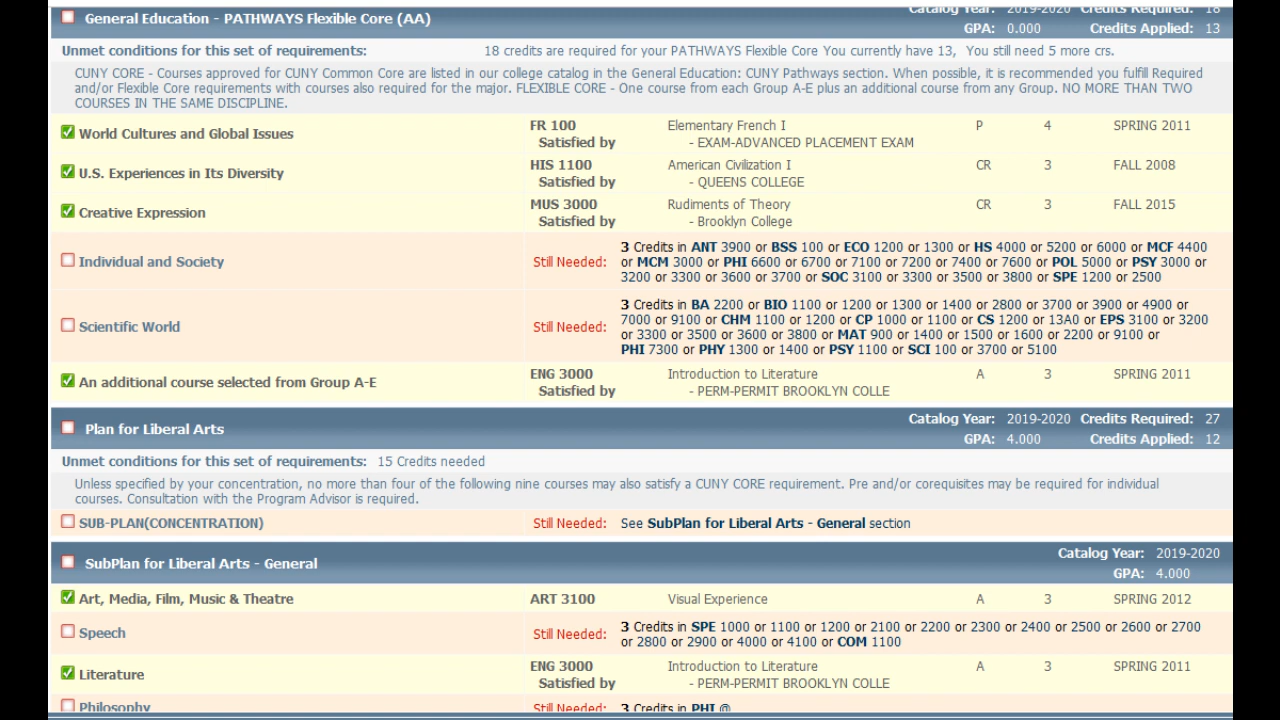 General Education - PATHWAYS Flexible Core (AA) Catalog Year: 2019-2020 Credits Required: 18
GPA: 0.000 Credits Applied: 13
Unmet conditions for this set of requirements: 18 credits are required for your PATHWAYS Flexible Core You currently have 13, You still need 5 more crs.
CUNY CORE - Courses approved for CUNY Common Core are listed in our college catalog in the General Education: CUNY Pathways section. When possible, it is recommended you fulfill Required
and/or Flexible Core requirements with courses also required for the major. FLEXIBLE CORE - One course from each Group A-E plus an additional course from any Group. NO MORE THAN TWO
COURSES IN THE SAME DISCIPLINE.
World Cultures and Global Issues FR 100 Elementary French I P 4 SPRING 2011
Satisfied by - EXAM-ADVANCED PLACEMENT EXAM
U.S. Experiences in Its Diversity HIS 1100 American Civilization I CR 3 FALL 2008
Satisfied by - QUEENS COLLEGE
Creative Expression MUS 3000 Rudiments of Theory CR 3 FALL 2015
Satisfied by - Brooklyn College
Individual and Society Still Needed: 3 Credits in ANT 3900 or BSS 100 or ECO 1200 or 1300 or HS 4000 or 5200 or 6000 or MCF 4400
or MCM 3000 or PHI 6600 or 6700 or 7100 or 7200 or 7400 or 7600 or POL 5000 or PSY 3000 or
3200 or 3300 or 3600 or 3700 or SOC 3100 or 3300 or 3500 or 3800 or SPE 1200 or 2500
Scientific World Still Needed: 3 Credits in BA 2200 or BIO 1100 or 1200 or 1300 or 1400 or 2800 or 3700 or 3900 or 4900 or
7000 or 9100 or CHM 1100 or 1200 or CP 1000 or 1100 or CS 1200 or 13A0 or EPS 3100 or 3200
or 3300 or 3500 or 3600 or 3800 or MAT 900 or 1400 or 1500 or 1600 or 2200 or 9100 or
PHI 7300 or PHY 1300 or 1400 or PSY 1100 or SCI 100 or 3700 or 5100
An additional course selected from Group A-E ENG 3000 Introduction to Literature A 3 SPRING 2011
Satisfied by - PERM-PERMIT BROOKLYN COLLE
Plan for Liberal Arts Catalog Year: 2019-2020 Credits Required: 27
GPA: 4.000 Credits Applied: 12
Unmet conditions for this set of requirements: 15 Credits needed
Unless specified by your concentration, no more than four of the following nine courses may also satisfy a CUNY CORE requirement. Pre and/or corequisites may be required for individual
courses. Consultation with the Program Advisor is required.
SUB-PLAN(CONCENTRATION) Still Needed: See SubPlan for Liberal Arts - General section
SubPlan for Liberal Arts - General Catalog Year: 2019-2020
GPA: 4.000
Art, Media, Film, Music & Theatre ART 3100 Visual Experience A 3 SPRING 2012
Speech Still Needed: 3 Credits in SPE 1000 or 1100 or 1200 or 2100 or 2200 or 2300 or 2400 or 2500 or 2600 or 2700
or 2800 or 2900 or 4000 or 4100 or COM 1100
Literature ENG 3000 Introduction to Literature A 3 SPRING 2011
Satisfied by - PERM-PERMIT BROOKLYN COLLE
Philosophy Still Needed: 3 Credits in PHI @